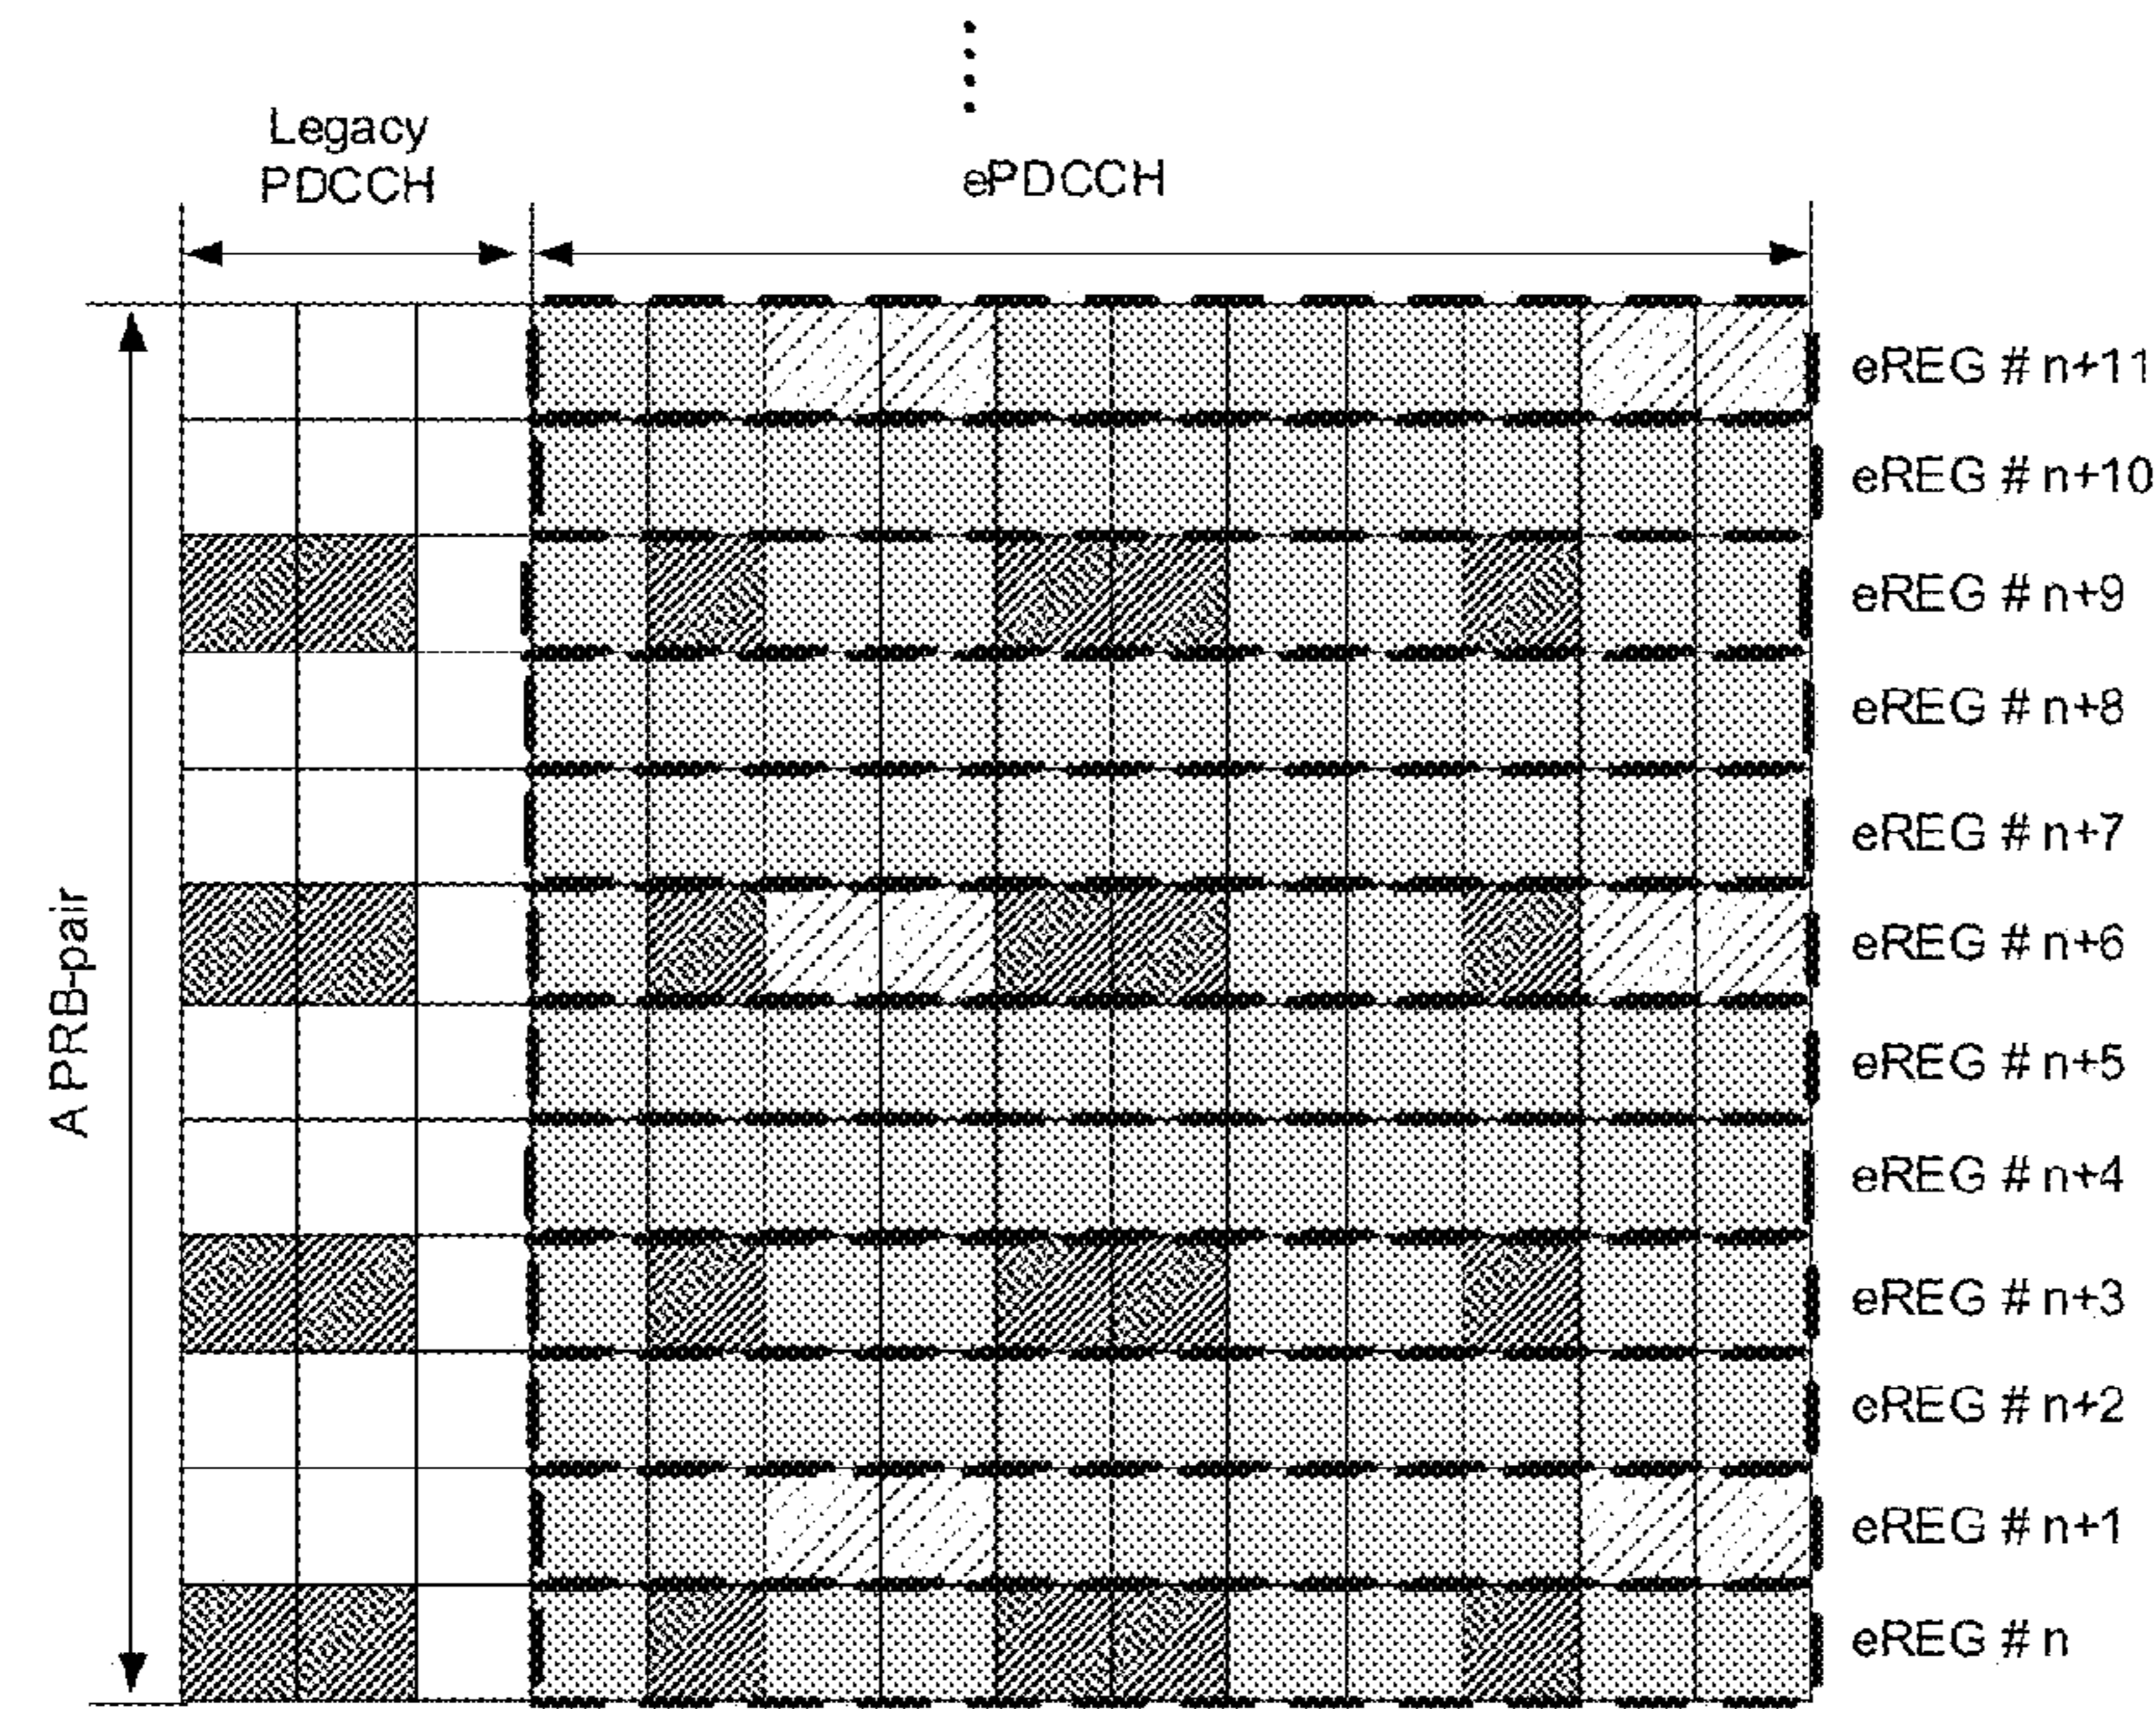 Legacy
PDCCH
ePDCCH
A PRB-pair
eREG # n+11
eREG # n+10
eREG # n+9
eREG # n+8
eREG # n+7
eREG # n+6
eREG # n+5
eREG # n+4
eREG # n+3
eREG # n+2
eREG # n+1
eREG # n